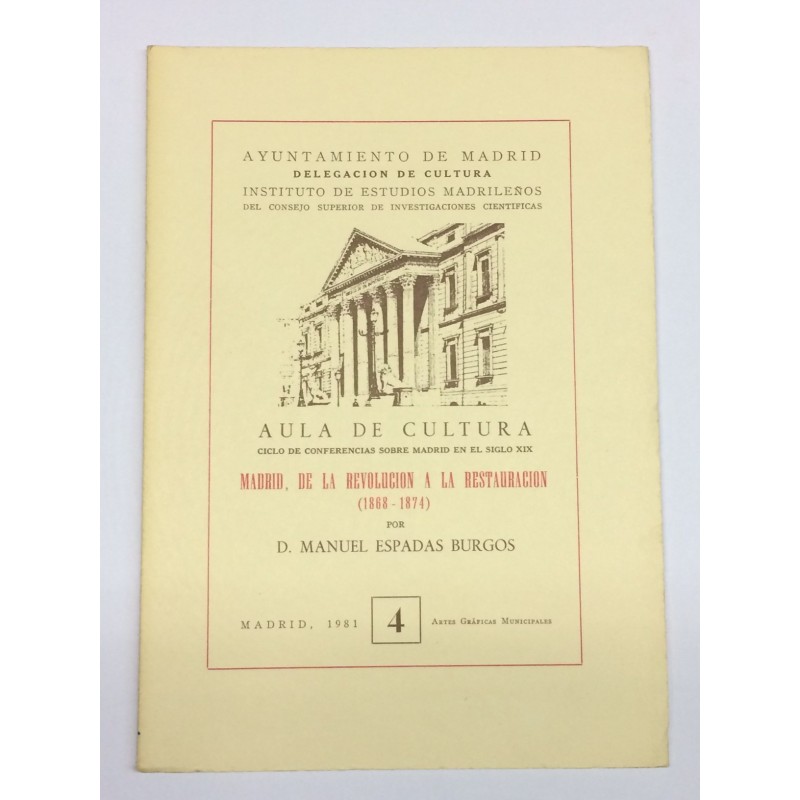 AYUNTAMIENTO DE MADRID
DELEGACION DE CULTURA
INSTITUTO DE ESTUDIOS MADRILEÑOS
DEL CONSEJO SUPERIOR DE INVESTIGACIONES CIENTIFICAS
AULA DE CULTURA
CICLO DE CONFERENCIAS SOBRE MADRID EN EL SIGLO XIX
MADRID, DE LA REVOLUCION A LA RESTAURACION
(1868 - 1874)
POR
D. MANUEL ESPADAS BURGOS
MADRID, 1981 4 ARTES GRÁFICAS MUNICIPALES